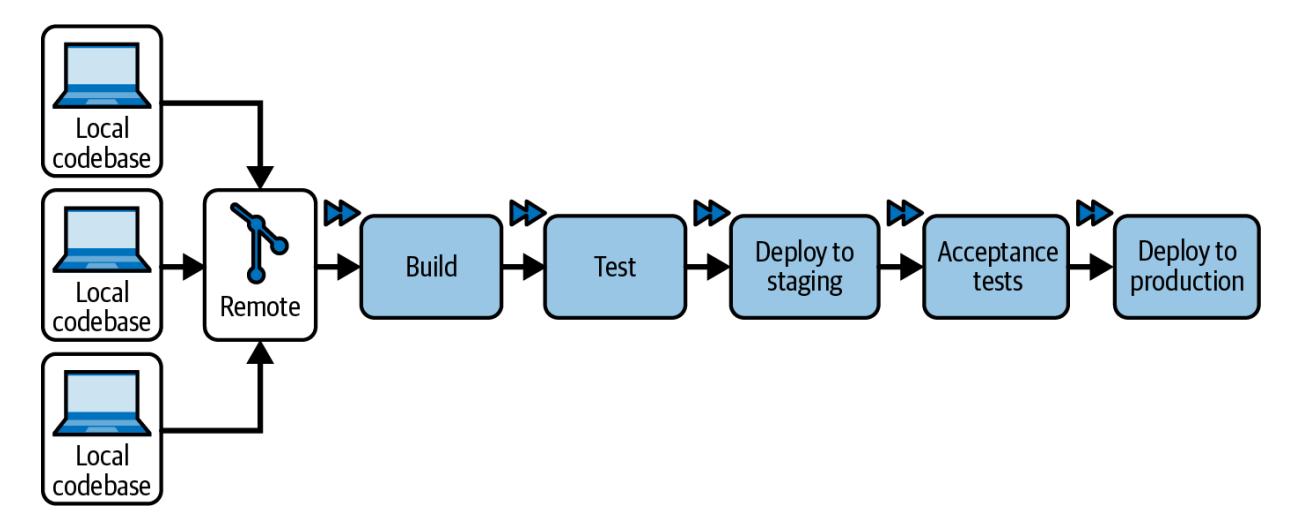 Local
codebase
Local
codebase
Local
codebase
Remote
Build
Test
Deploy to
staging
Acceptance
tests
Deploy to
production